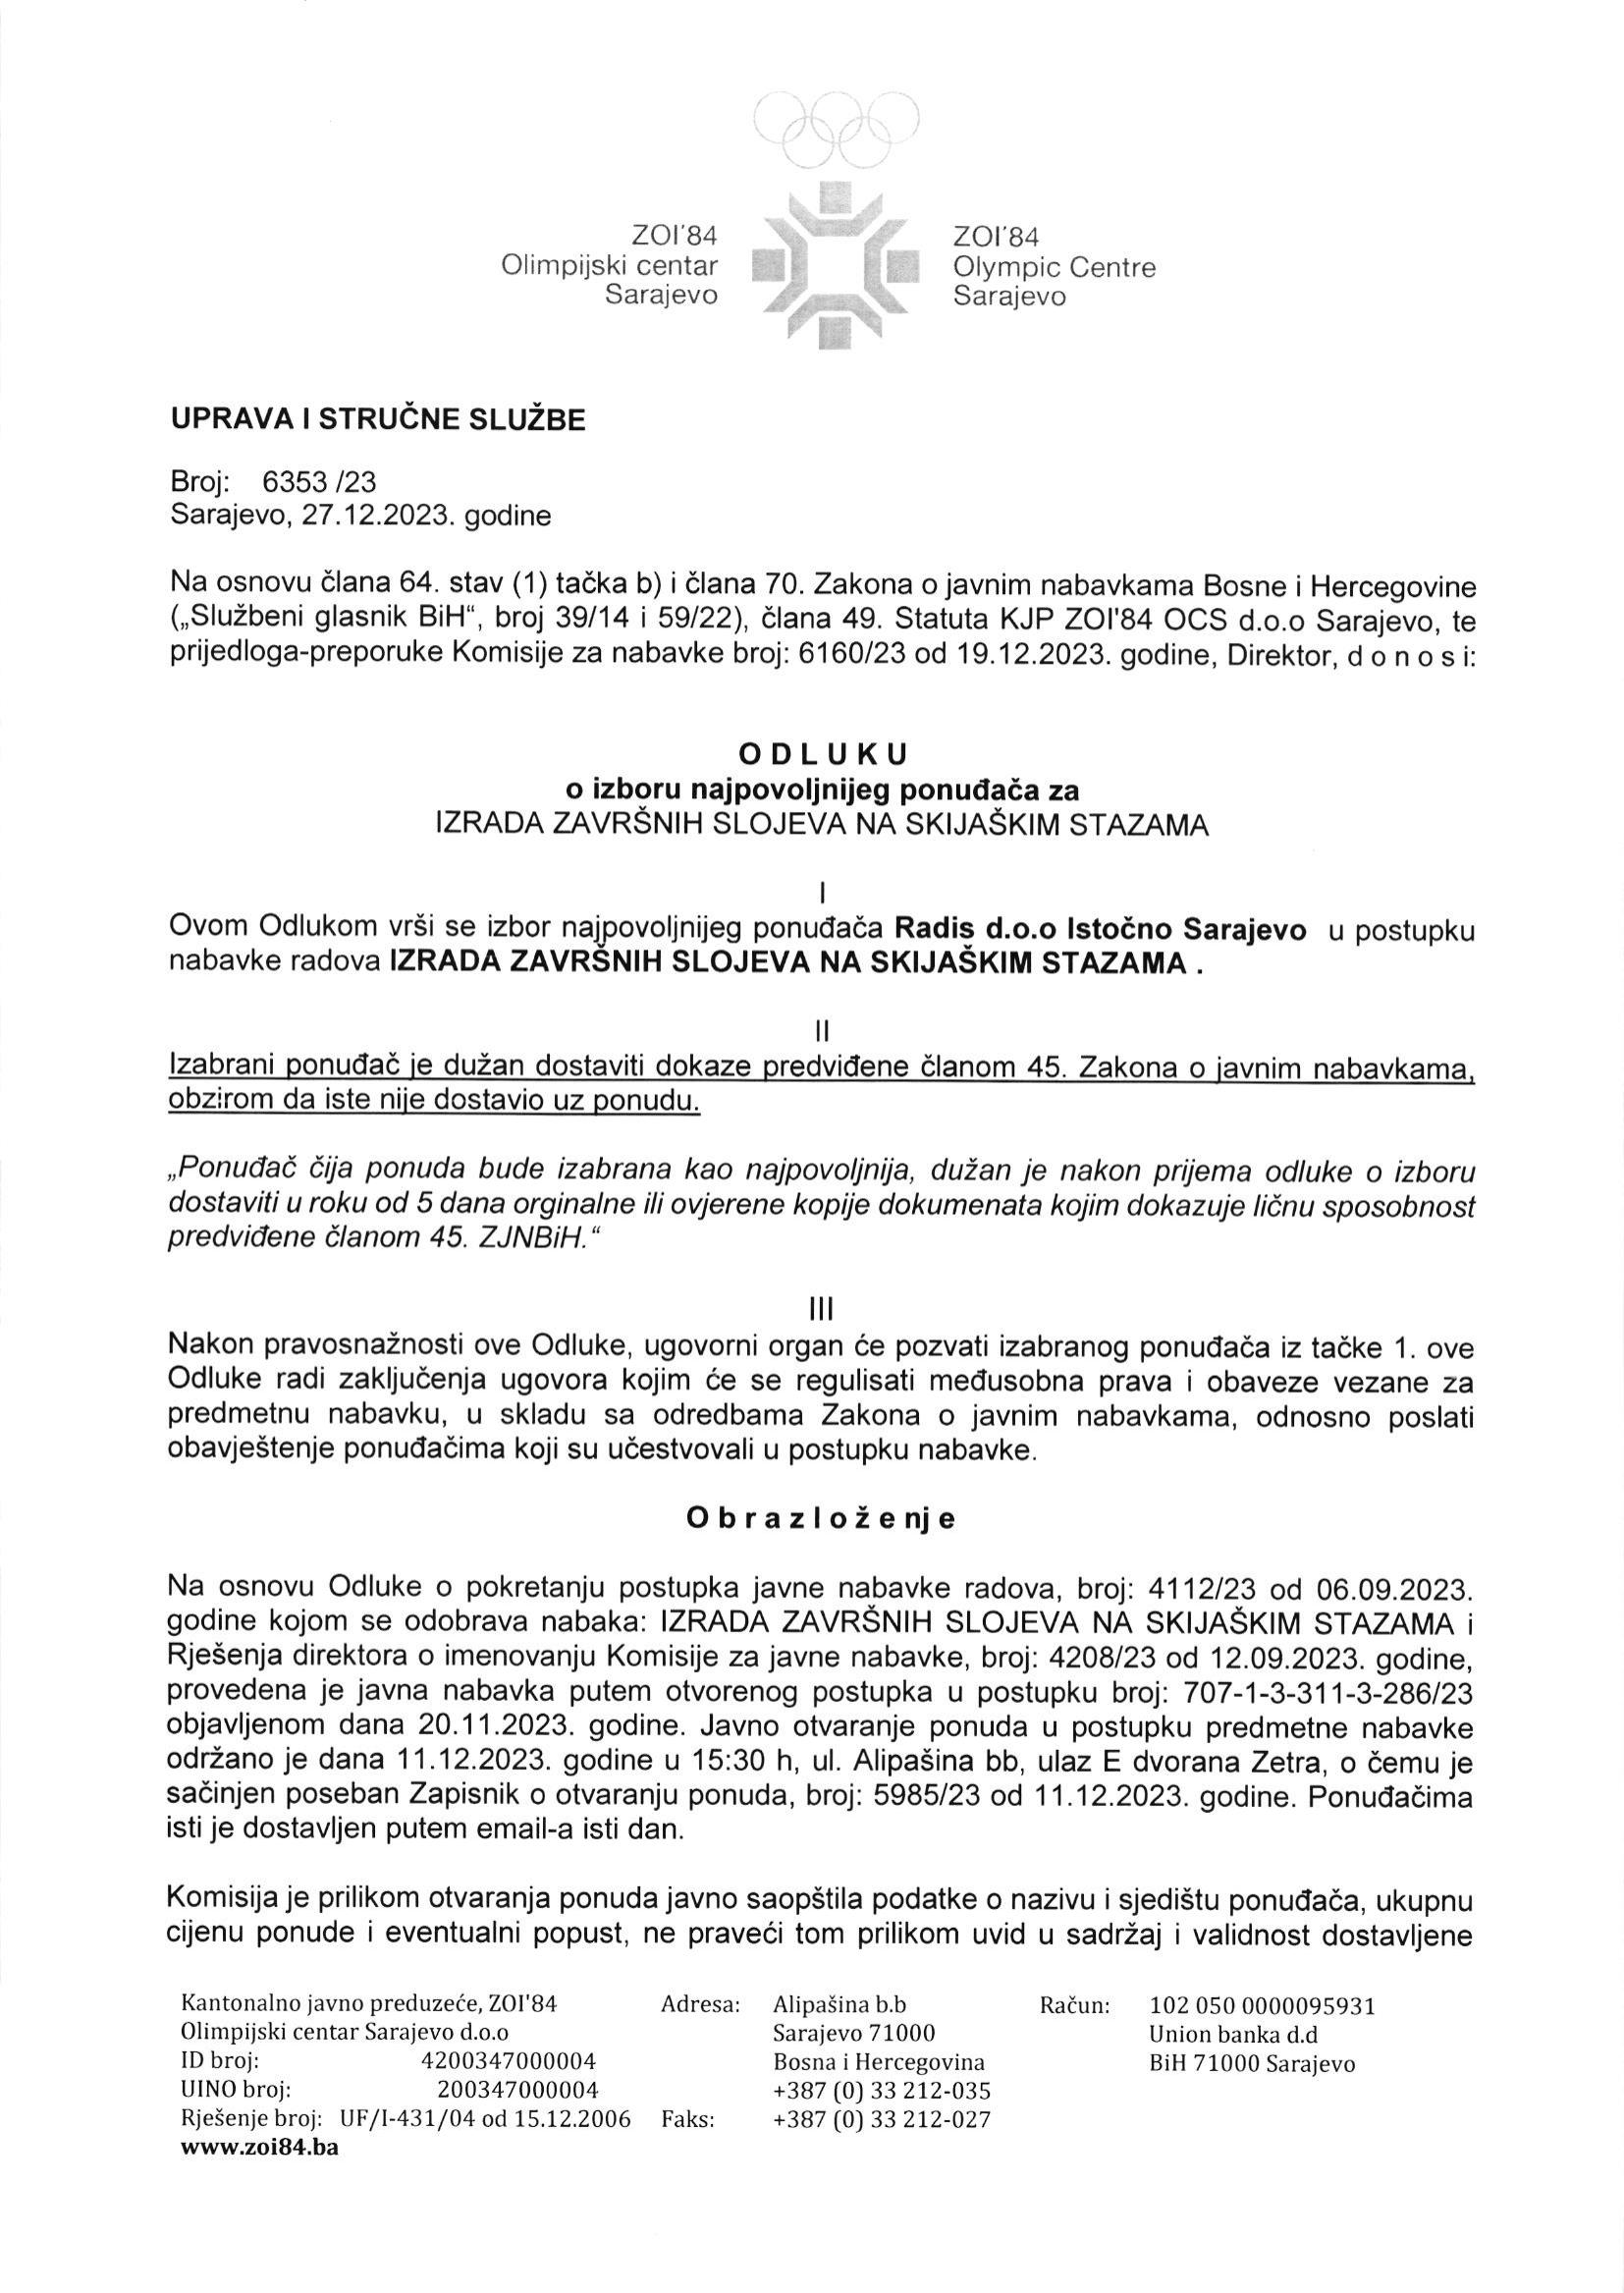 ZOI'84
Olimpijski centar
Sarajevo
ZOI'84
Olympic Centre
Sarajevo
UPRAVA I STRUČNE SLUŽBE
Broj: 6353 /23
Sarajevo, 27.12.2023. godine
Na osnovu člana 64. stav (1) tačka b) i člana 70. Zakona o javnim nabavkama Bosne i Hercegovine
(„Službeni glasnik BiH“, broj 39/14 i 59/22), člana 49. Statuta KJP ZOI'84 OCS d.o.o Sarajevo, te
prijedloga-preporuke Komisije za nabavke broj: 6160/23 od 19.12.2023. godine, Direktor, d o n o s i:
O D L U K U
o izboru najpovoljnijeg ponuđača za
IZRADA ZAVRŠNIH SLOJEVA NA SKIJAŠKIM STAZAMA
I
Ovom Odlukom vrši se izbor najpovoljnijeg ponuđača Radis d.o.o Istočno Sarajevo u postupku
nabavke radova IZRADA ZAVRŠNIH SLOJEVA NA SKIJAŠKIM STAZAMA .
II
Izabrani ponuđač je dužan dostaviti dokaze predviđene članom 45. Zakona o javnim nabavkama,
obzirom da iste nije dostavio uz ponudu.
„Ponuđač čija ponuda bude izabrana kao najpovoljnija, dužan je nakon prijema odluke o izboru
dostaviti u roku od 5 dana orginalne ili ovjerene kopije dokumenata kojim dokazuje ličnu sposobnost
predviđene članom 45. ZJNBiH.“
III
Nakon pravosnažnosti ove Odluke, ugovorni organ će pozvati izabranog ponuđača iz tačke 1. ove
Odluke radi zaključenja ugovora kojim će se regulisati međusobna prava i obaveze vezane za
predmetnu nabavku, u skladu sa odredbama Zakona o javnim nabavkama, odnosno poslati
obavještenje ponuđačima koji su učestvovali u postupku nabavke.
O b r a z l o ž e nj e
Na osnovu Odluke o pokretanju postupka javne nabavke radova, broj: 4112/23 od 06.09.2023.
godine kojom se odobrava nabaka: IZRADA ZAVRŠNIH SLOJEVA NA SKIJAŠKIM STAZAMA i
Rješenja direktora o imenovanju Komisije za javne nabavke, broj: 4208/23 od 12.09.2023. godine,
provedena je javna nabavka putem otvorenog postupka u postupku broj: 707-1-3-311-3-286/23
objavljenom dana 20.11.2023. godine. Javno otvaranje ponuda u postupku predmetne nabavke
održano je dana 11.12.2023. godine u 15:30 h, ul. Alipašina bb, ulaz E dvorana Zetra, o čemu je
sačinjen poseban Zapisnik o otvaranju ponuda, broj: 5985/23 od 11.12.2023. godine. Ponuđačima
isti je dostavljen putem email-a isti dan.
Komisija je prilikom otvaranja ponuda javno saopštila podatke o nazivu i sjedištu ponuđača, ukupnu
cijenu ponude i eventualni popust, ne praveći tom prilikom uvid u sadržaj i validnost dostavljene
Kantonalno javno preduzeće, ZOI'84
Olimpijski centar Sarajevo d.o.o
ID broj: 4200347000004
UINO broj: 200347000004
Rješenje broj: UF/I-431/04 od 15.12.2006
www.zoi84.ba
Adresa: Alipašina b.b
Sarajevo 71000
Bosna i Hercegovina
+387 (0) 33 212-035
Faks: +387 (0) 33 212-027
Račun: 102 050 0000095931
Union banka d.d
BiH 71000 Sarajevo